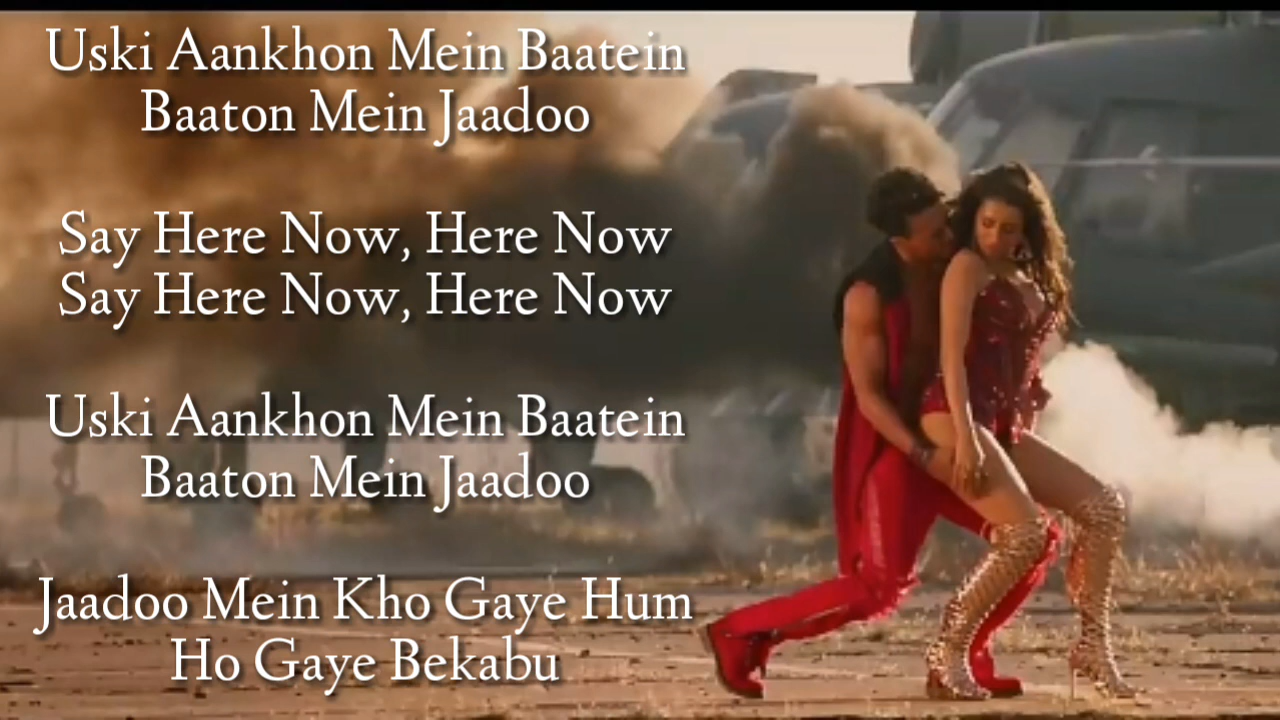 Uski Aankhon Mein Baatein
Baaton Mein Jaadoo
Say Here Now, Here Now
Say Here Now, Here Now
Uski Aankhon Mein Baatein
Baaton Mein Jaadoo
Jaadoo Mein Kho Gaye Hum
Ho Gaye Bekabu